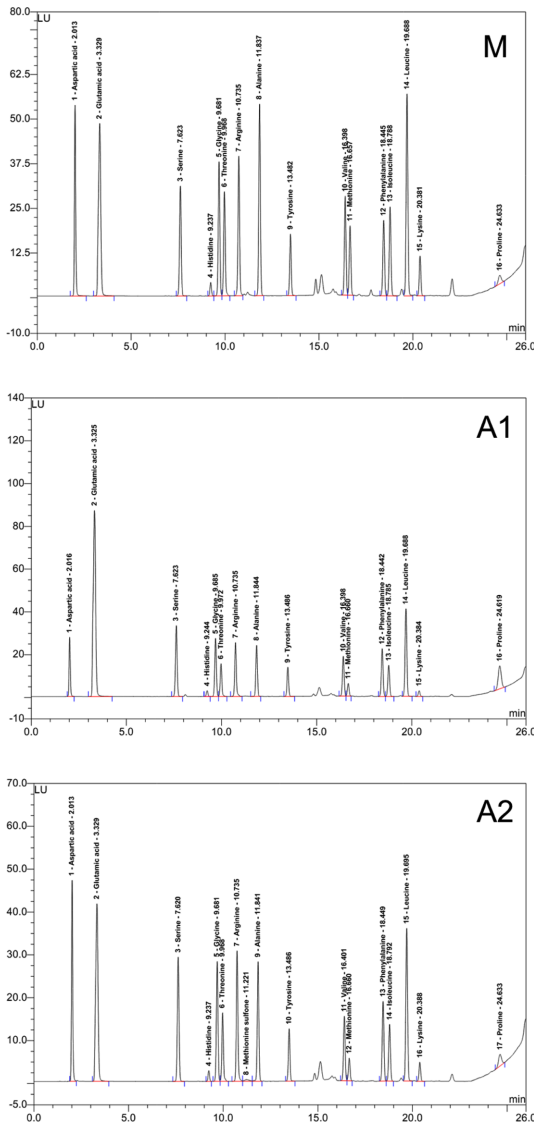 80.0
LU
M
1 - Aspartic acid - 2.013
2 - Glutamic acid - 3.329
3 - Serine - 7.623
4 - Histidine - 9.237
5 - Glycine - 9.681
6 - Threonine - 9.968
7 - Arginine - 10.735
8 - Alanine - 11.837
9 - Tyrosine - 13.482
10 - Valine - 16.398
11 - Methionine - 16.657
12 - Phenylalanine - 18.445
13 - Isoleucine - 18.788
14 - Leucine - 19.688
15 - Lysine - 20.381
16 - Proline - 24.633
62.5
50.0
37.5
25.0
12.5
-10.0
min
0.0 5.0 10.0 15.0 20.0 26.0
140
LU
A1
1 - Aspartic acid - 2.016
2 - Glutamic acid - 3.325
3 - Serine - 7.623
4 - Histidine - 9.244
5 - Glycine - 9.685
6 - Threonine - 9.972
7 - Arginine - 10.735
8 - Alanine - 11.844
9 - Tyrosine - 13.486
10 - Valine - 16.398
11 - Methionine - 16.660
12 - Phenylalanine - 18.442
13 - Isoleucine - 18.785
14 - Leucine - 19.688
15 - Lysine - 20.384
16 - Proline - 24.619
120
100
80
60
40
20
-10
min
0.0 5.0 10.0 15.0 20.0 26.0
70.0
LU
A2
1 - Aspartic acid - 2.013
2 - Glutamic acid - 3.329
3 - Serine - 7.620
4 - Histidine - 9.237
5 - Glycine - 9.681
6 - Threonine - 9.968
7 - Arginine - 10.735
8 - Methionine sulfone - 11.221
9 - Alanine - 11.841
10 - Tyrosine - 13.486
11 - Valine - 16.401
12 - Methionine - 16.660
13 - Phenylalanine - 18.449
14 - Isoleucine - 18.792
15 - Leucine - 19.695
16 - Lysine - 20.388
17 - Proline - 24.633
60.0
50.0
40.0
30.0
20.0
10.0
-5.0
min
0.0 5.0 10.0 15.0 20.0 26.0